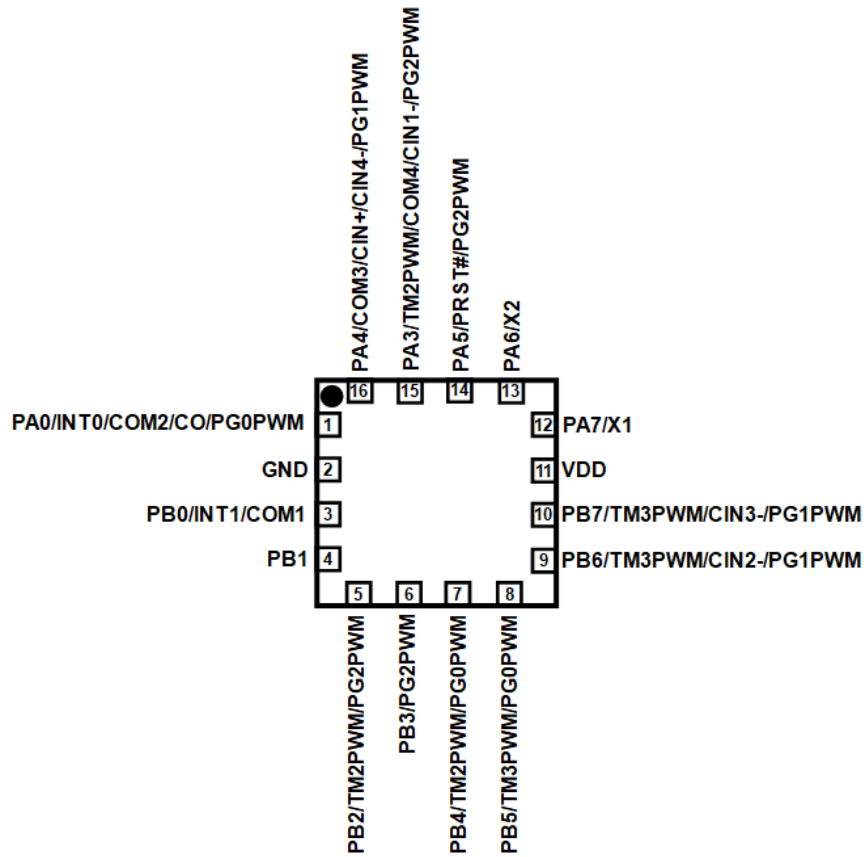 PA4/COM3/CIN+/CIN4-/PG1PWM
PA3/TM2PWM/COM4/CIN1-/PG2PWM
PA5/PRST#/PG2PWM
PA6/X2
16
15
14
13
PA0/INT0/COM2/CO/PG0PWM
1
12
PA7/X1
GND
2
11
VDD
PB0/INT1/COM1
3
10
PB7/TM3PWM/CIN3-/PG1PWM
PB1
4
9
PB6/TM3PWM/CIN2-/PG1PWM
5
6
7
8
PB2/TM2PWM/PG2PWM
PB3/PG2PWM
PB4/TM2PWM/PG0PWM
PB5/TM3PWM/PG0PWM